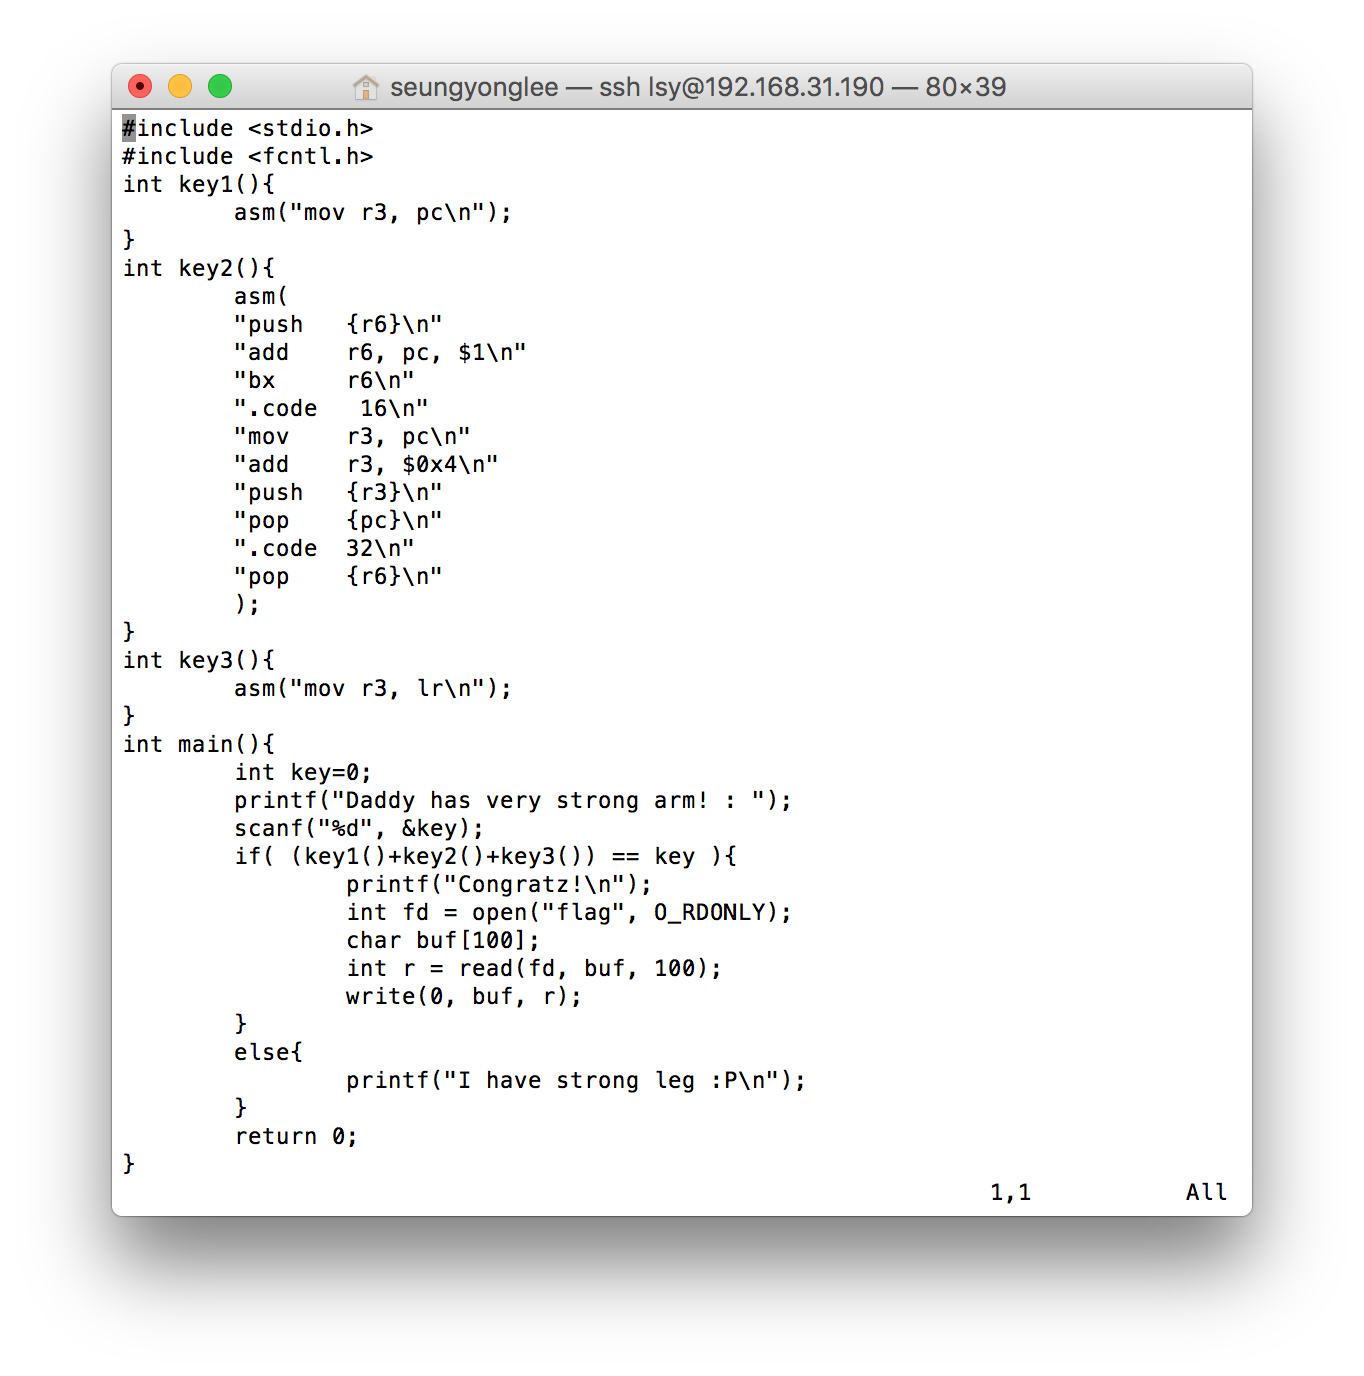 seungyonglee — ssh lsy@192.168.31.190 — 80×39
#include <stdio.h>
#include <fcntl.h>
int key1(){
        asm("mov r3, pc\n");
}
int key2(){
        asm(
        "push   {r6}\n"
        "add    r6, pc, $1\n"
        "bx     r6\n"
        ".code   16\n"
        "mov    r3, pc\n"
        "add    r3, $0x4\n"
        "push   {r3}\n"
        "pop    {pc}\n"
        ".code  32\n"
        "pop    {r6}\n"
        );
}
int key3(){
        asm("mov r3, lr\n");
}
int main(){
        int key=0;
        printf("Daddy has very strong arm! : ");
        scanf("%d", &key);
        if( (key1()+key2()+key3()) == key ){
                printf("Congratz!\n");
                int fd = open("flag", O_RDONLY);
                char buf[100];
                int r = read(fd, buf, 100);
                write(0, buf, r);
        }
        else{
                printf("I have strong leg :P\n");
        }
        return 0;
}
1,1           All